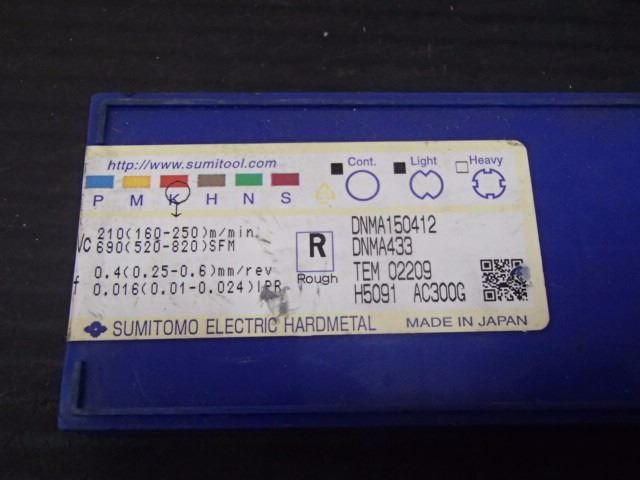 http://www.sumitool.com
Cont. Light Heavy
P M K H N S
Vc 210(160-250)m/min
690(520-820)SFM
f 0.4(0.25-0.6)mm/rev
0.016(0.01-0.024)IPR
R
Rough
DNMA150412
DNMA433
TEM 02209
H5091 AC300G
SUMITOMO ELECTRIC HARDMETAL MADE IN JAPAN